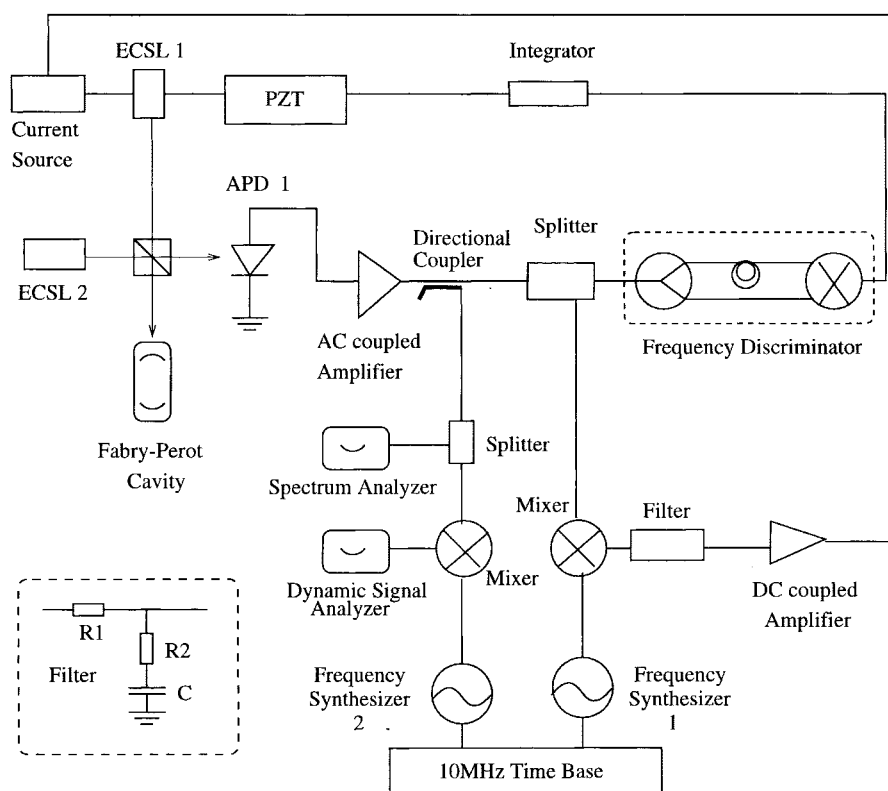 ECSL 1
Integrator
PZT
Current
Source
APD 1
Directional
Coupler
Splitter
ECSL 2
AC coupled
Amplifier
Frequency Discriminator
Fabry-Perot
Cavity
Splitter
Spectrum Analyzer
Mixer
Filter
Mixer
Dynamic Signal
Analyzer
DC coupled
Amplifier
R1
R2
Filter
C
Frequency
Synthesizer
2
Frequency
Synthesizer
1
10MHz Time Base